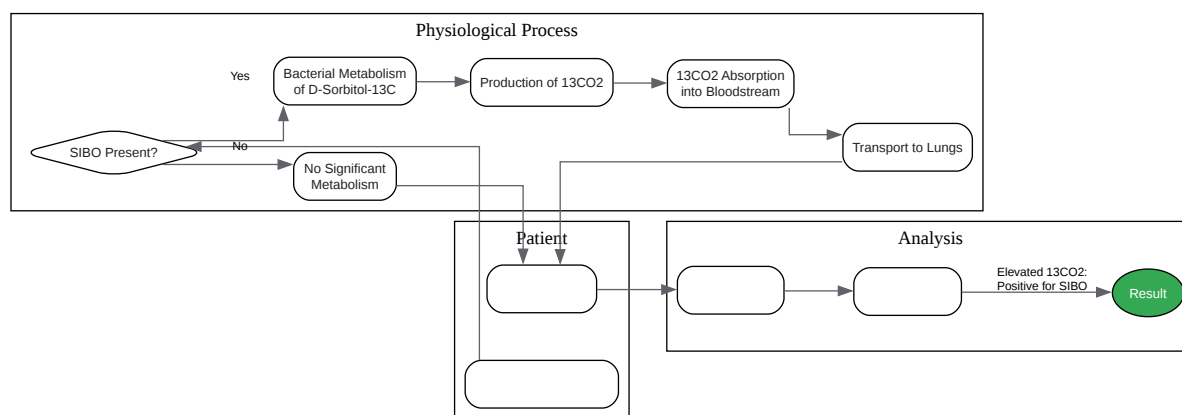 Physiological Process
Yes
Bacterial Metabolism
of D-Sorbitol-13C
Production of 13CO2
13CO2 Absorption
into Bloodstream
SIBO Present?
No
No Significant
Metabolism
Transport to Lungs
Patient
Analysis
Elevated 13CO2:
Positive for SIBO
Result